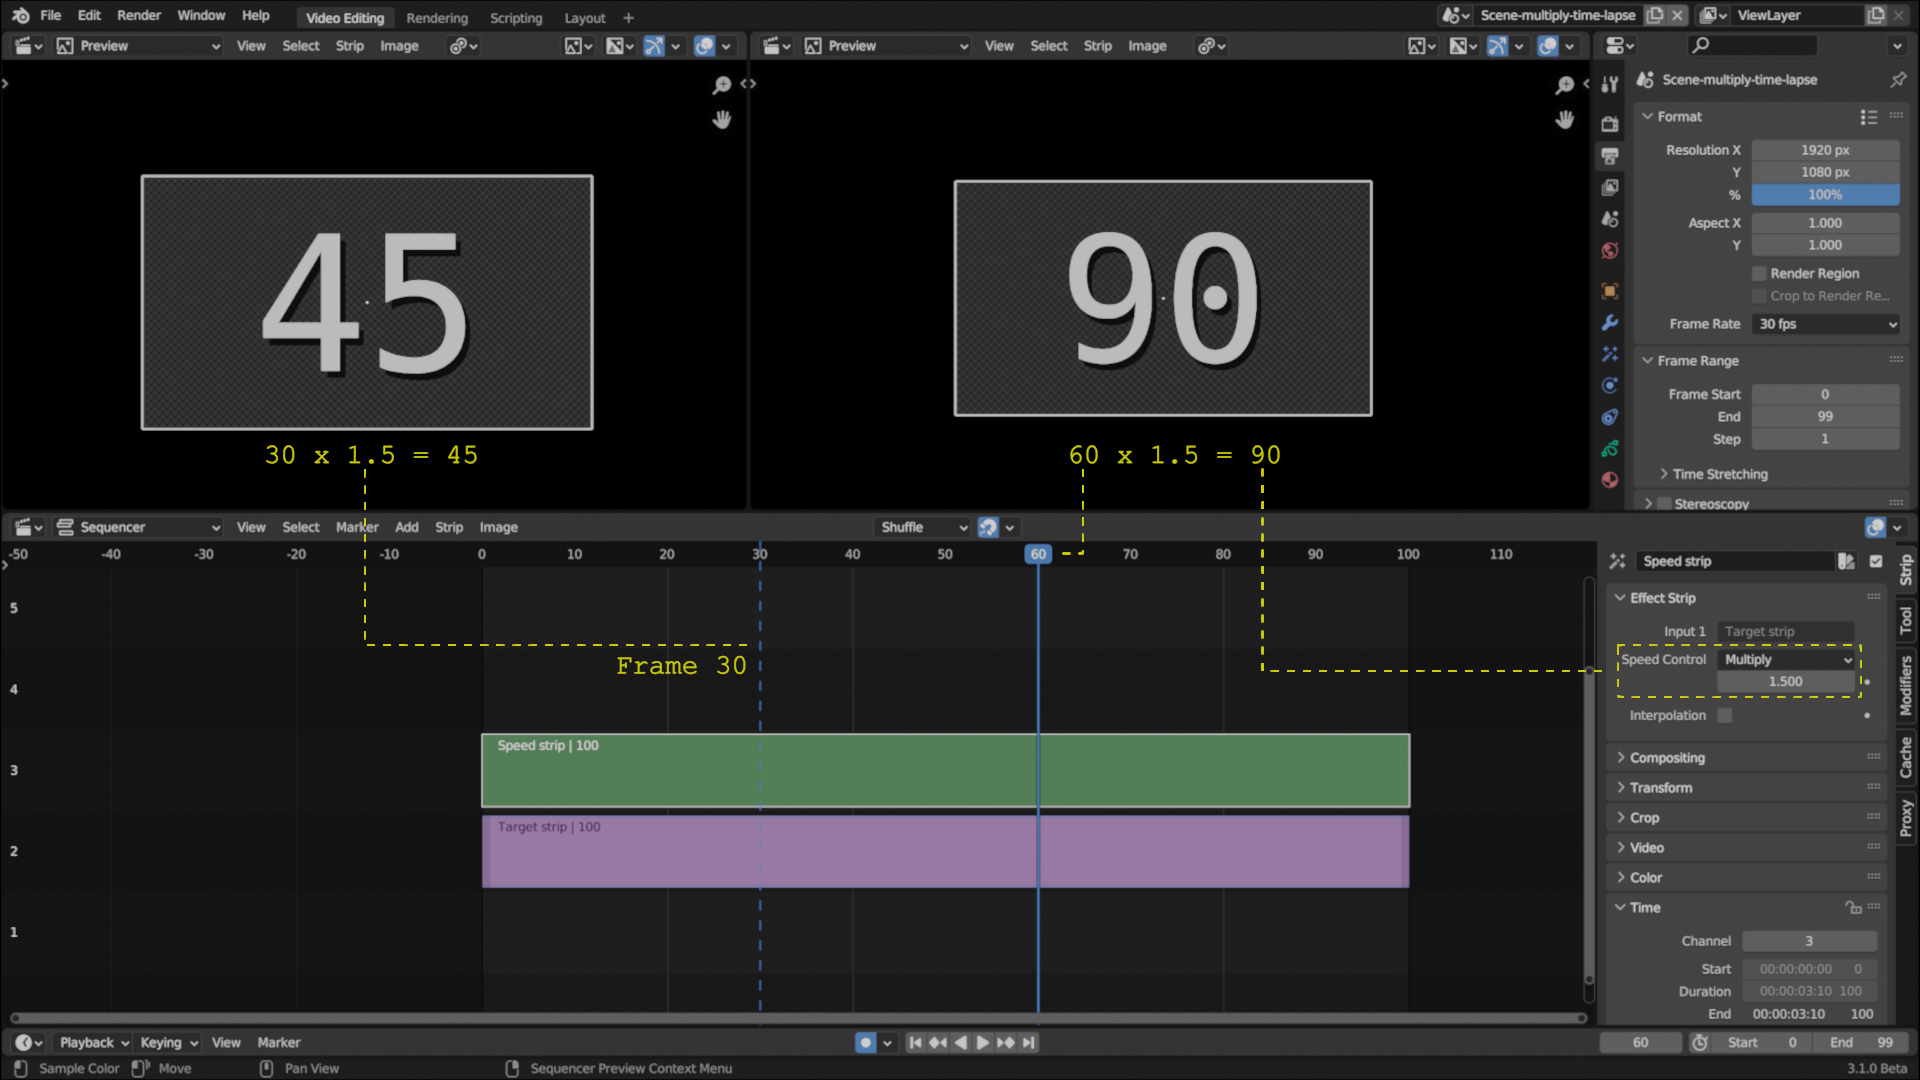 File Edit Render Window Help Video Editing Rendering Scripting Layout + Scene-multiply-time-lapse ViewLayer
Preview View Select Strip Image
Preview View Select Strip Image
Scene-multiply-time-lapse
Format
Resolution X 1920 px
Y 1080 px
% 100%
Aspect X 1.000
Y 1.000
Render Region
Crop to Render Re...
Frame Rate 30 fps
Frame Range
Frame Start 0
End 99
Step 1
Time Stretching
Stereoscopy
45
90
30 x 1.5 = 45
60 x 1.5 = 90
Sequencer View Select Marker Add Strip Image Shuffle
-50 -40 -30 -20 -10 0 10 20 30 40 50 60 70 80 90 100 110
5
4
3
2
1
Frame 30
Speed strip | 100
Target strip | 100
Speed strip
Effect Strip
Input 1 Target strip
Speed Control Multiply
1.500
Interpolation
Compositing
Transform
Crop
Video
Color
Time
Channel 3
Start 00:00:00:00 0
Duration 00:00:03:10 100
End 00:00:03:10 100
Strip
Tool
Modifiers
Cache
Proxy
Playback Keying View Marker 60 Start 0 End 99
Sample Color Move Pan View Sequencer Preview Context Menu 3.1.0 Beta